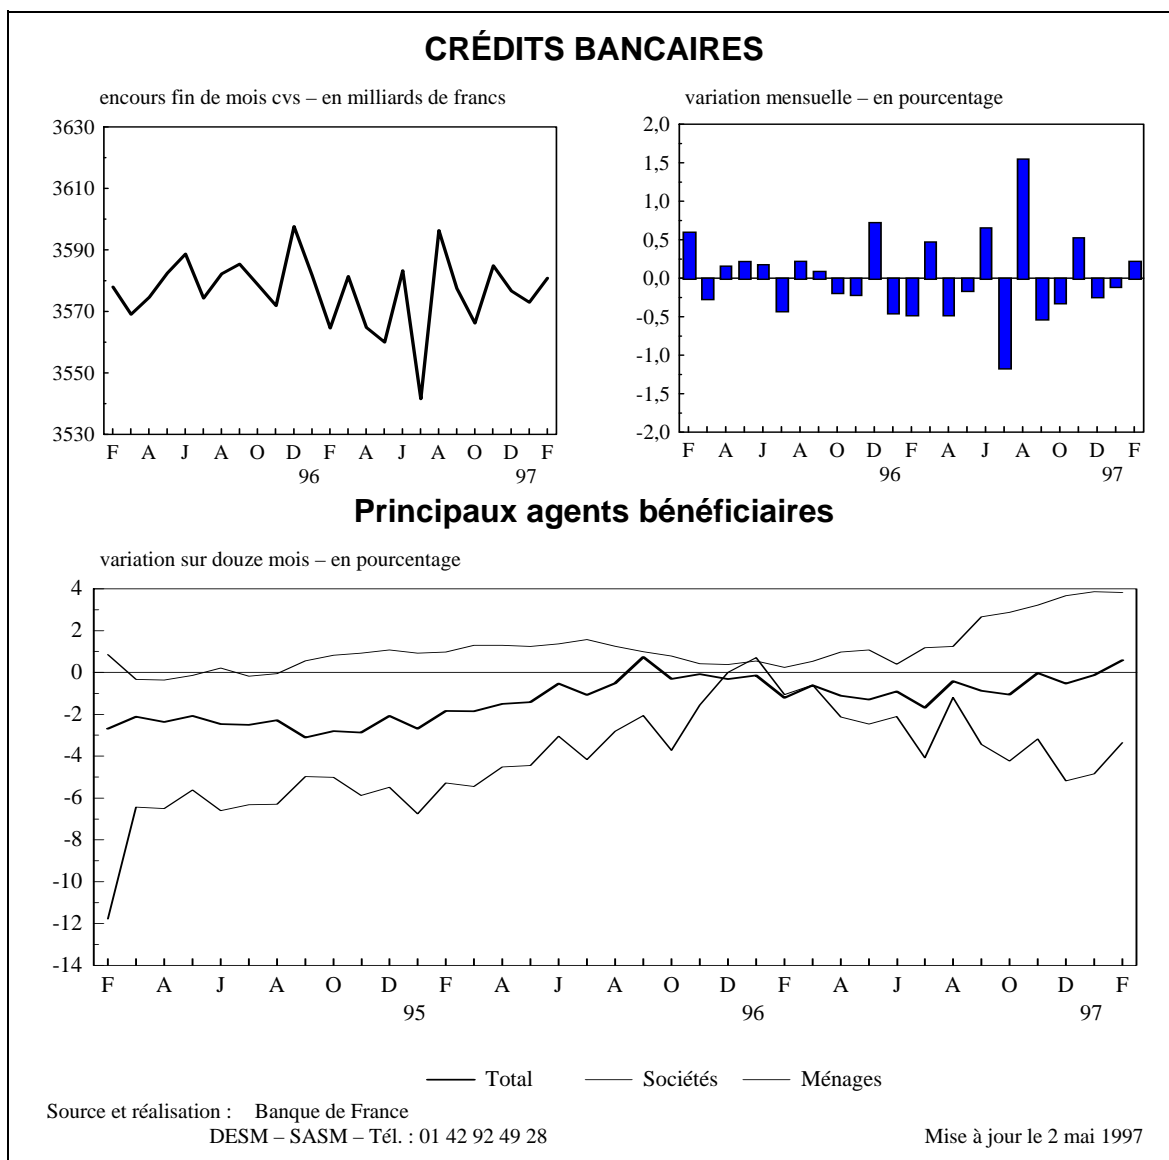 CRÉDITS BANCAIRES
encours fin de mois cvs – en milliards de francs
3630
3610
3590
3570
3550
3530
F A J A O D F A J A O D F
96 97
variation mensuelle – en pourcentage
2,0
1,5
1,0
0,5
0,0
-0,5
-1,0
-1,5
-2,0
F A J A O D F A J A O D F
96 97
Principaux agents bénéficiaires
variation sur douze mois – en pourcentage
4
2
0
-2
-4
-6
-8
-10
-12
-14
F A J A O D F A J A O D F A J A O D F
95 96 97
Total Sociétés Ménages
Source et réalisation : Banque de France
DESM – SASM – Tél. : 01 42 92 49 28 Mise à jour le 2 mai 1997